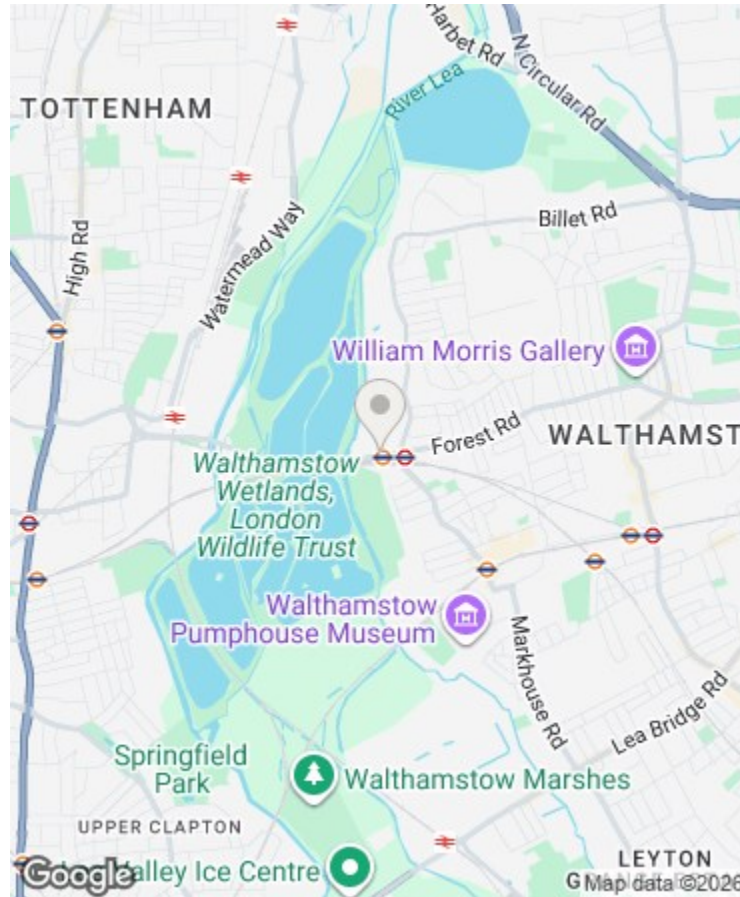 Harbet Rd
N Circular Rd
River Lea
TOTTENHAM
High Rd
Watermead Way
Billet Rd
William Morris Gallery
Forest Rd
WALTHAMST
Walthamstow
Wetlands,
London
Wildlife Trust
Walthamstow
Pumphouse Museum
Markhouse Rd
Lea Bridge Rd
Springfield
Park
Walthamstow Marshes
UPPER CLAPTON
Valley Ice Centre
LEYTON
Google
Map data ©2026